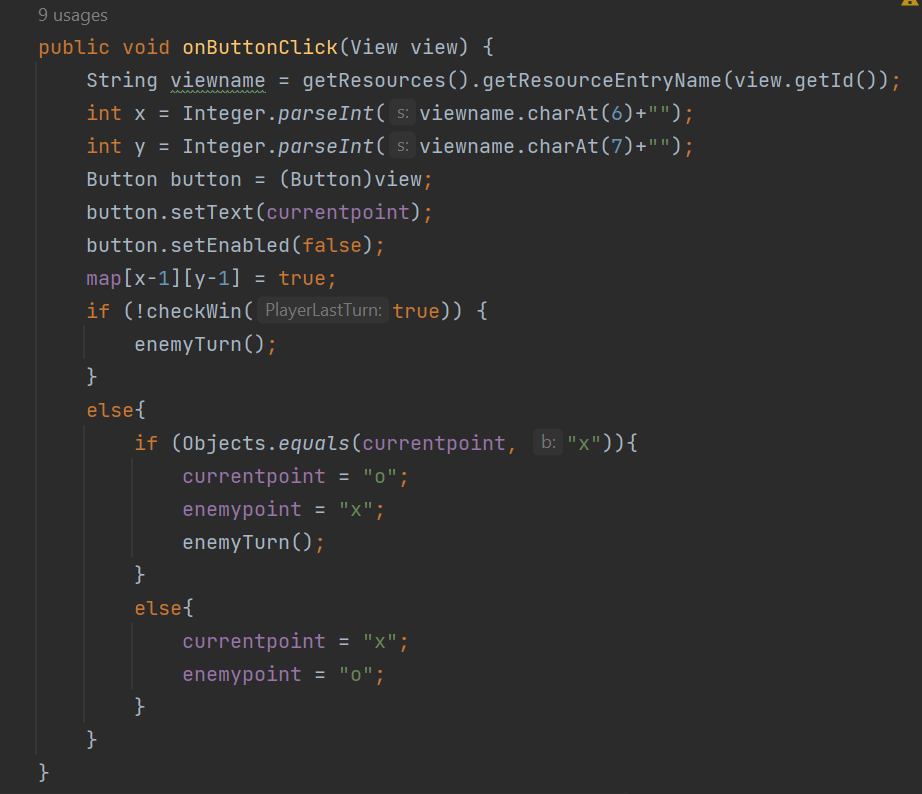 9 usages
public void onButtonClick(View view) {
    String viewname = getResources().getResourceEntryName(view.getId());
    int x = Integer.parseInt( s: viewname.charAt(6)+"");
    int y = Integer.parseInt( s: viewname.charAt(7)+"");
    Button button = (Button)view;
    button.setText(currentpoint);
    button.setEnabled(false);
    map[x-1][y-1] = true;
    if (!checkWin( PlayerLastTurn: true)) {
        enemyTurn();
    }
    else{
        if (Objects.equals(currentpoint, b: "x")){
            currentpoint = "o";
            enemypoint = "x";
            enemyTurn();
        }
        else{
            currentpoint = "x";
            enemypoint = "o";
        }
    }
}